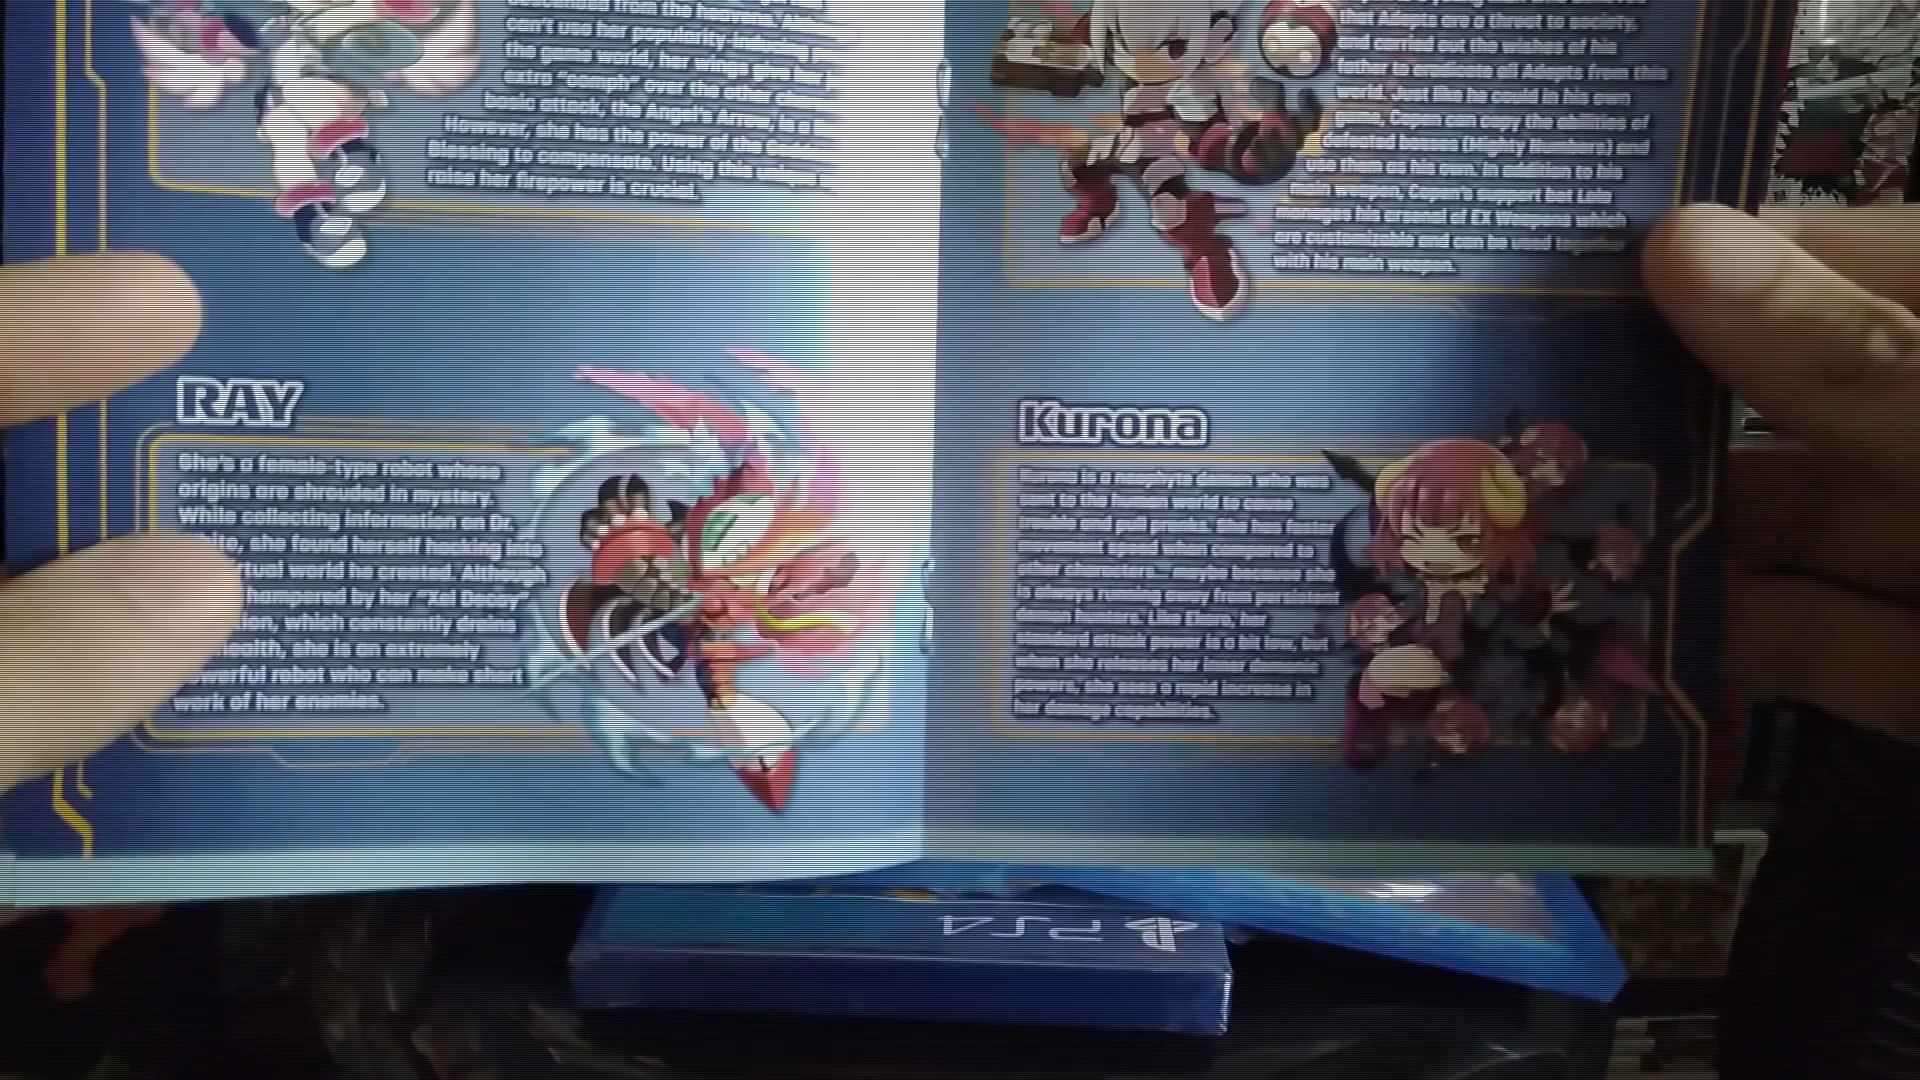 descended from the heavens.
can't use her popularity-inducing
the game world, her wings give her
extra "oomph" over the other
basic attack, the Angel's Arrow, is a
However, she has the power of the
Blessing to compensate. Using this unique
raise her firepower is crucial.
RAY
She's a female-type robot whose
origins are shrouded in mystery.
While collecting information on Dr.
she found herself hacking into
world he created. Although
hampered by her "Xel Decay"
which constantly drains
health, she is an extremely
powerful robot who can make short
work of her enemies.
that Adepts are a threat to society,
and carried out the wishes of his
father to eradicate all Adepts from this
world. Just like he could in his own
game, Copen can copy the abilities of
defeated bosses (Mighty Numbers) and
use them as his own. In addition to his
main weapon, Copen's support bot Lola
manages his arsenal of EX Weapons which
are customizable and can be used together
with his main weapon.
Kurona
Kurona is a neophyte demon who was
sent to the human world to cause
trouble and pull pranks. She has faster
movement speed when compared to
other characters... maybe because she
is always running away from persistent
demon hunters. Like Ekoro, her
standard attack power is a bit low, but
when she releases her inner demonic
powers, she sees a rapid increase in
her damage capabilities.
PS4